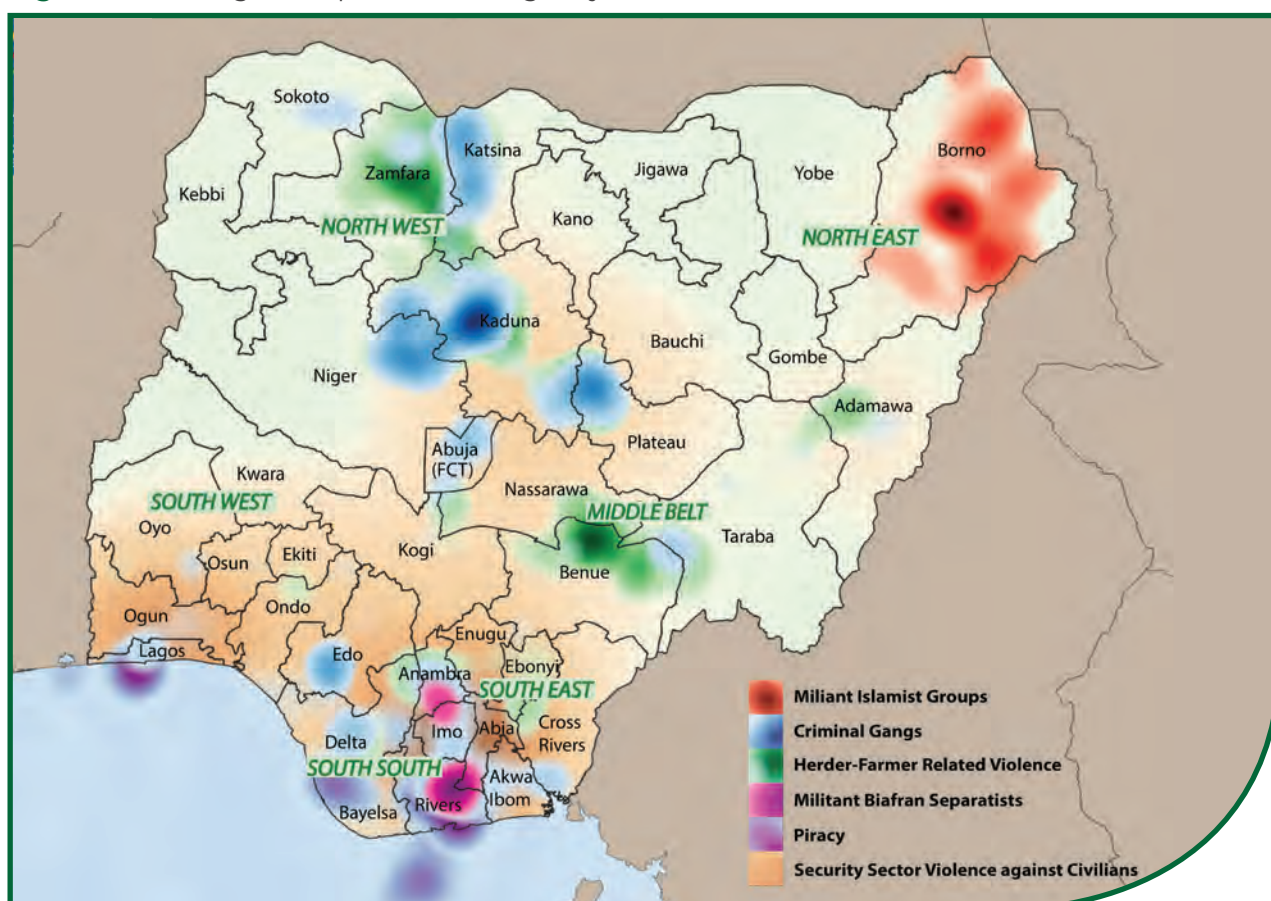 Sokoto
Katsina
Borno
Zamfara
Jigawa
Yobe
Kebbi
Kano
NORTH WEST
NORTH EAST
Kaduna
Bauchi
Gombe
Niger
Adamawa
Plateau
Abuja
(FCT)
Kwara
Nassarawa
SOUTH WEST
MIDDLE BELT
Oyo
Kogi
Taraba
Osun
Ekiti
Benue
Ondo
Ogun
Enugu
Lagos
Edo
Ebonyi
Anambra
SOUTH EAST
Cross
Rivers
Imo
Abia
Delta
SOUTH SOUTH
Akwa
Ibom
Rivers
Bayelsa
Miliant Islamist Groups
Criminal Gangs
Herder-Farmer Related Violence
Militant Biafran Separatists
Piracy
Security Sector Violence against Civilians